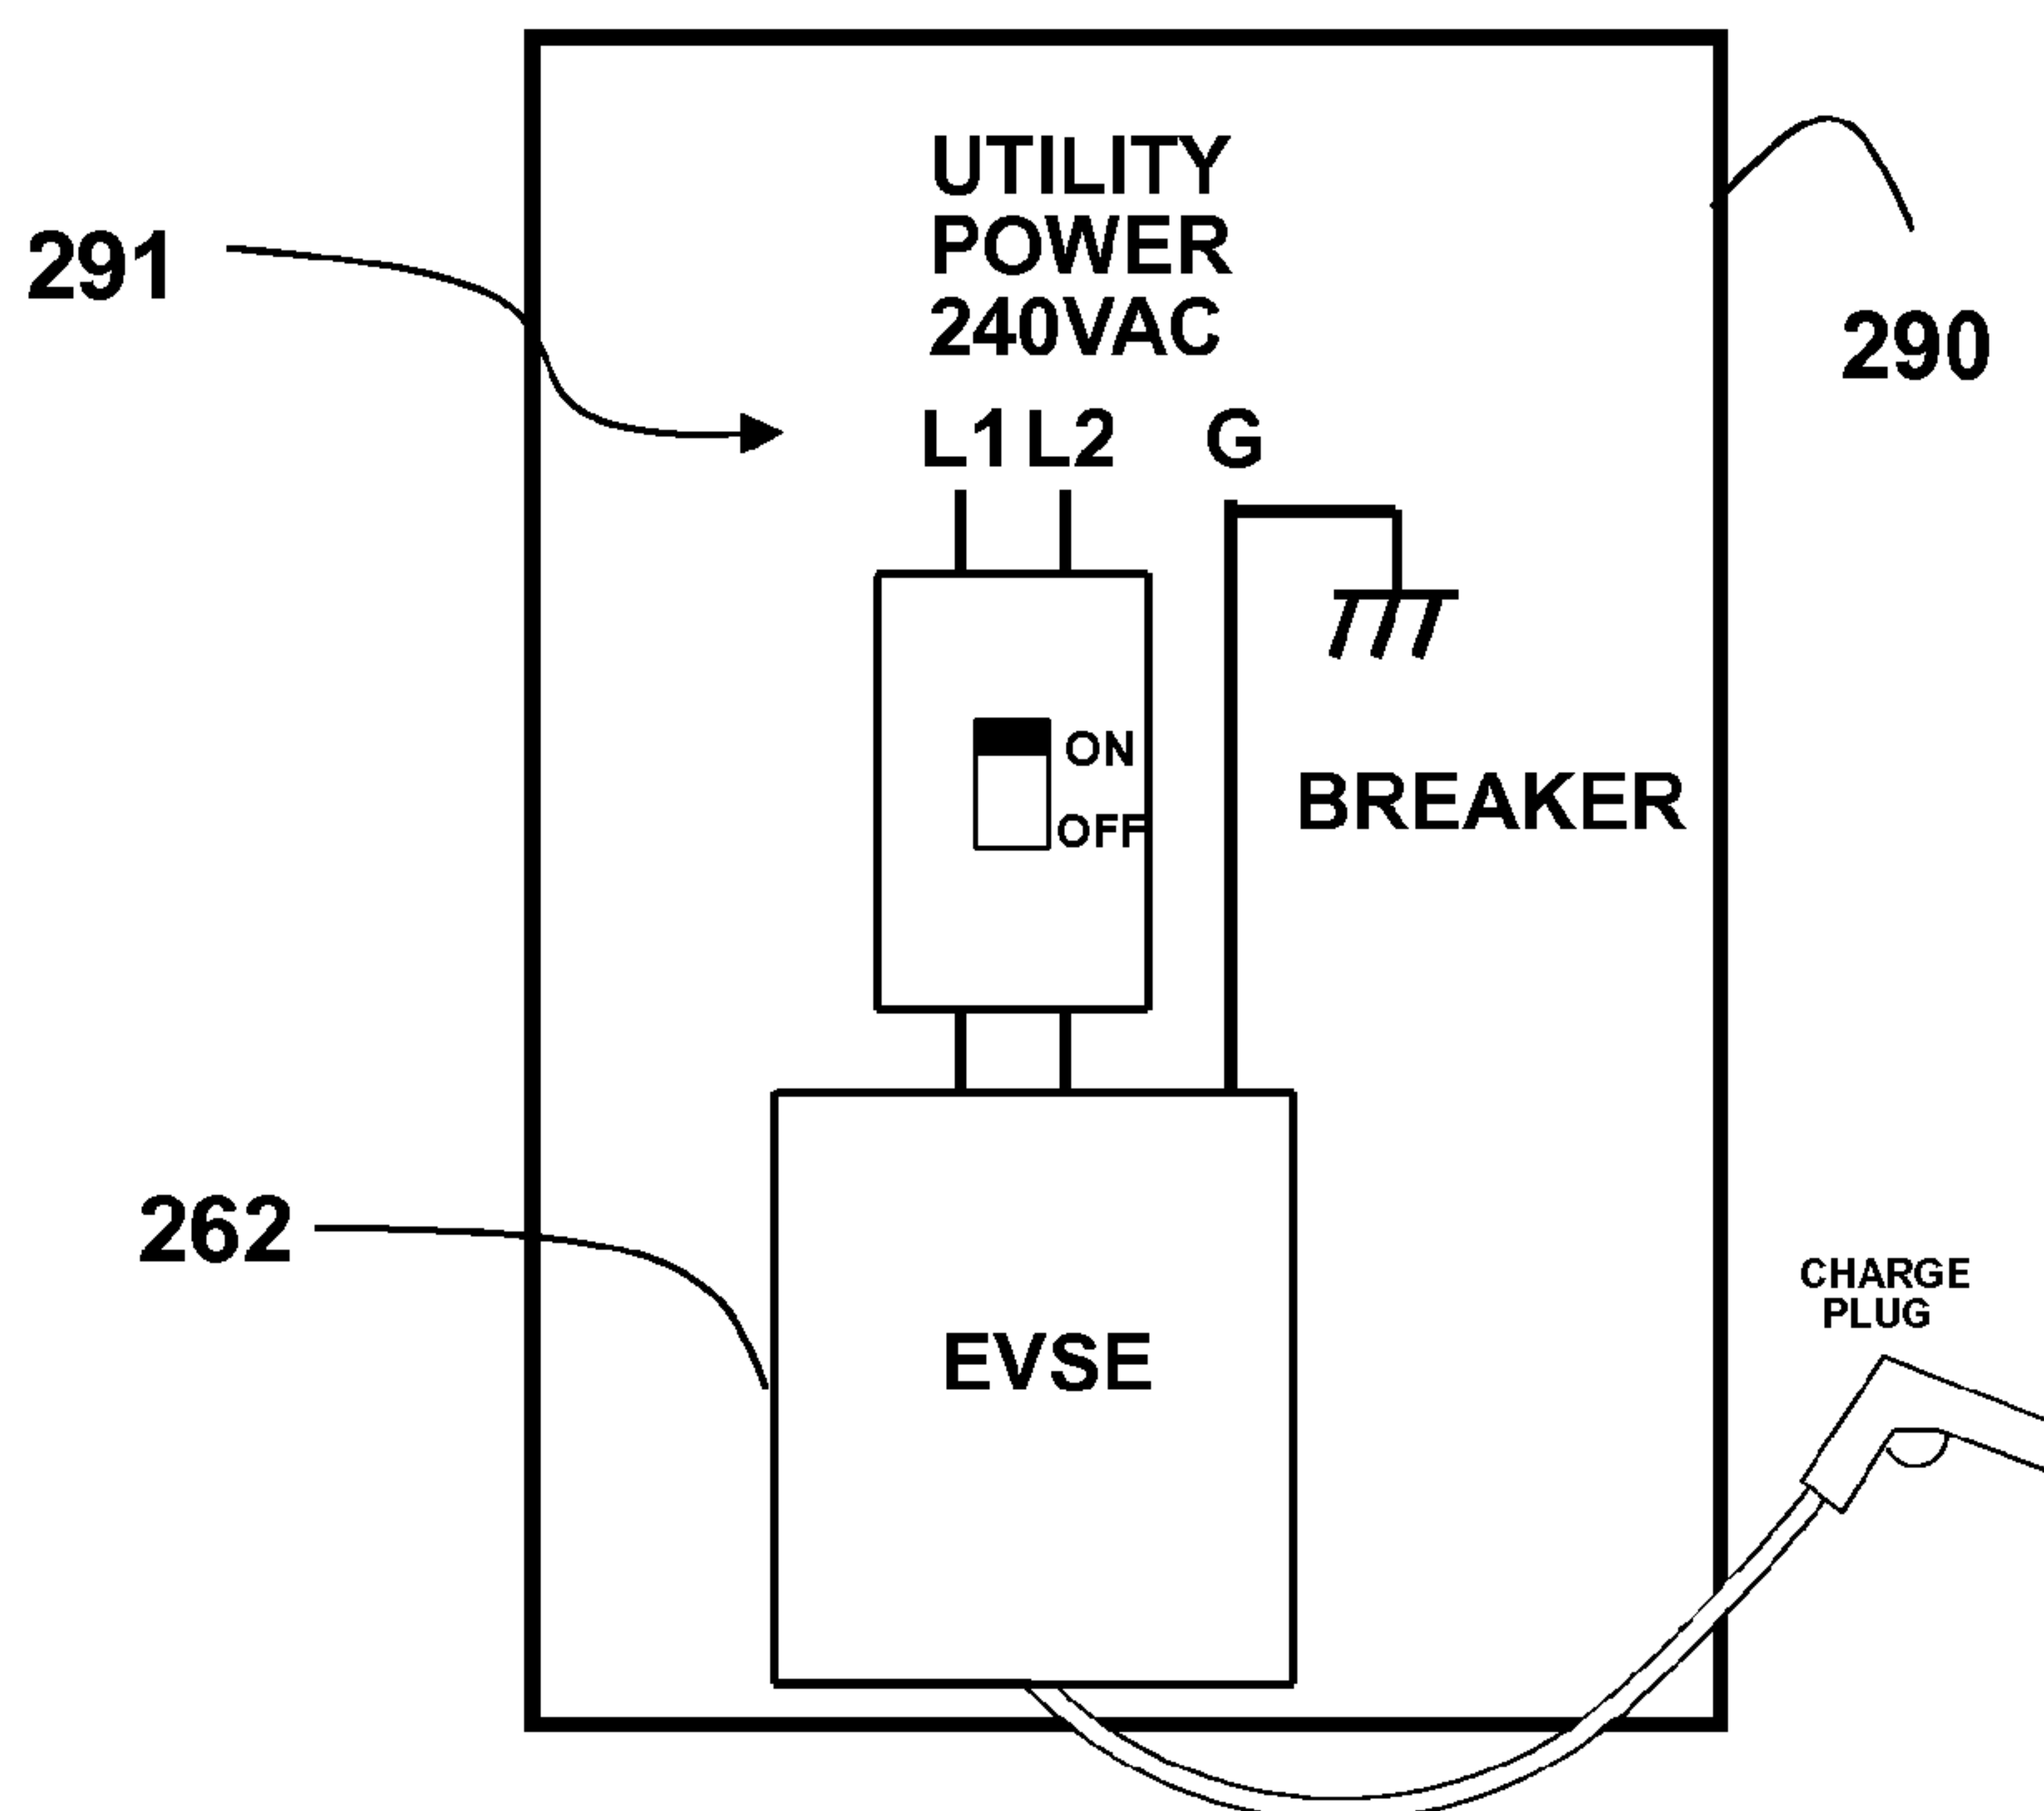 UTILITY
POWER
240VAC
291
290
L1 L2 G
ON
OFF
BREAKER
262
EVSE
CHARGE
PLUG